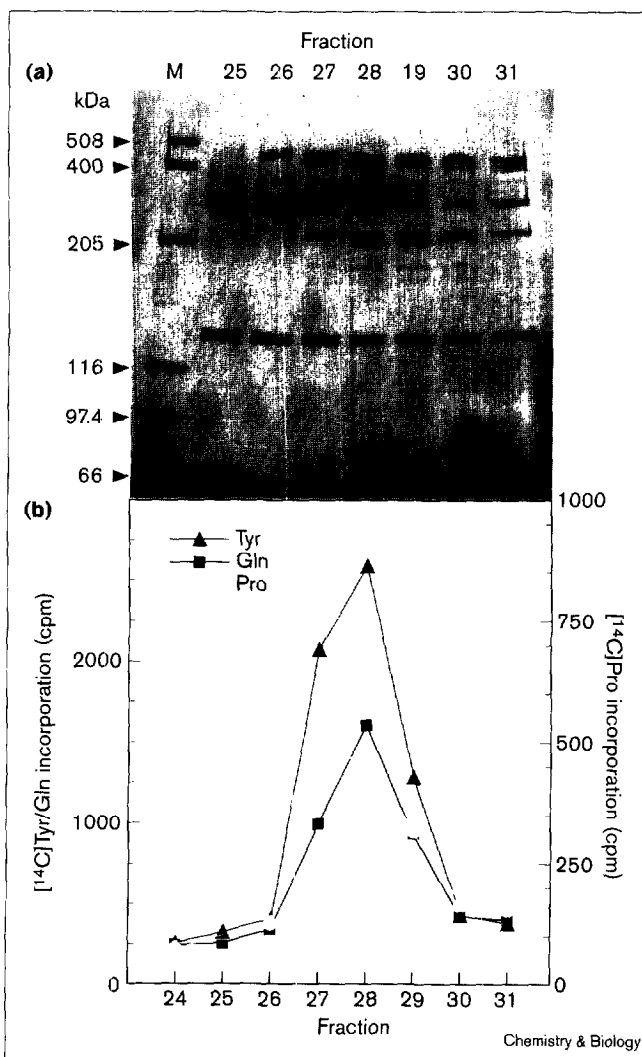 Fraction
(a) M 25 26 27 28 19 30 31
kDa
508
400
205
116
97.4
66
(b)
1000
Tyr
Gln
Pro
2000
750
500
1000
250
0
0
[¹⁴C]Tyr/Gln incorporation (cpm)
[¹⁴C]Pro incorporation (cpm)
24 25 26 27 28 29 30 31
Fraction
Chemistry & Biology